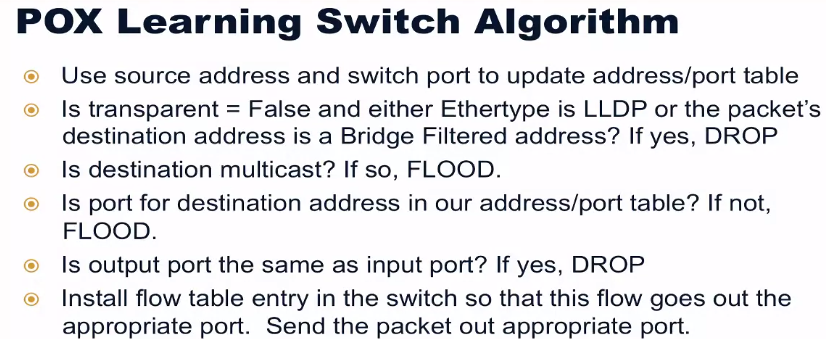 POX Learning Switch Algorithm
Use source address and switch port to update address/port table
Is transparent = False and either Ethertype is LLDP or the packet's
destination address is a Bridge Filtered address? If yes, DROP
Is destination multicast? If so, FLOOD.
Is port for destination address in our address/port table? If not,
FLOOD.
Is output port the same as input port? If yes, DROP
Install flow table entry in the switch so that this flow goes out the
appropriate port.  Send the packet out appropriate port.